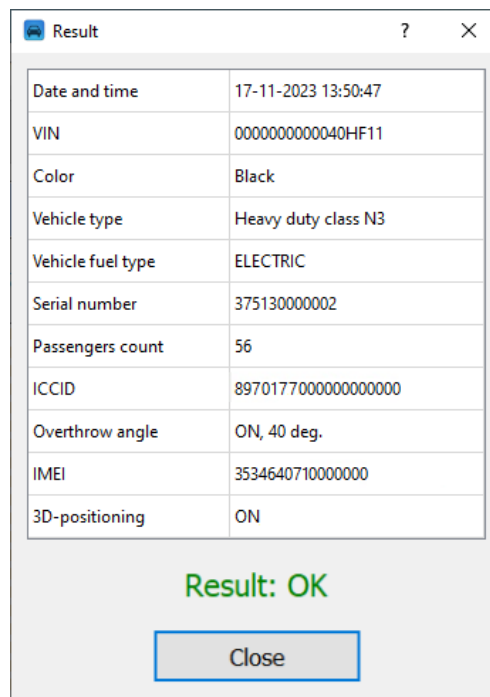 Result ?
Date and time 17-11-2023 13:50:47
VIN 0000000000040HF11
Color Black
Vehicle type Heavy duty class N3
Vehicle fuel type ELECTRIC
Serial number 375130000002
Passengers count 56
ICCID 8970177000000000000
Overthrow angle ON, 40 deg.
IMEI 3534640710000000
3D-positioning ON
Result: OK
Close